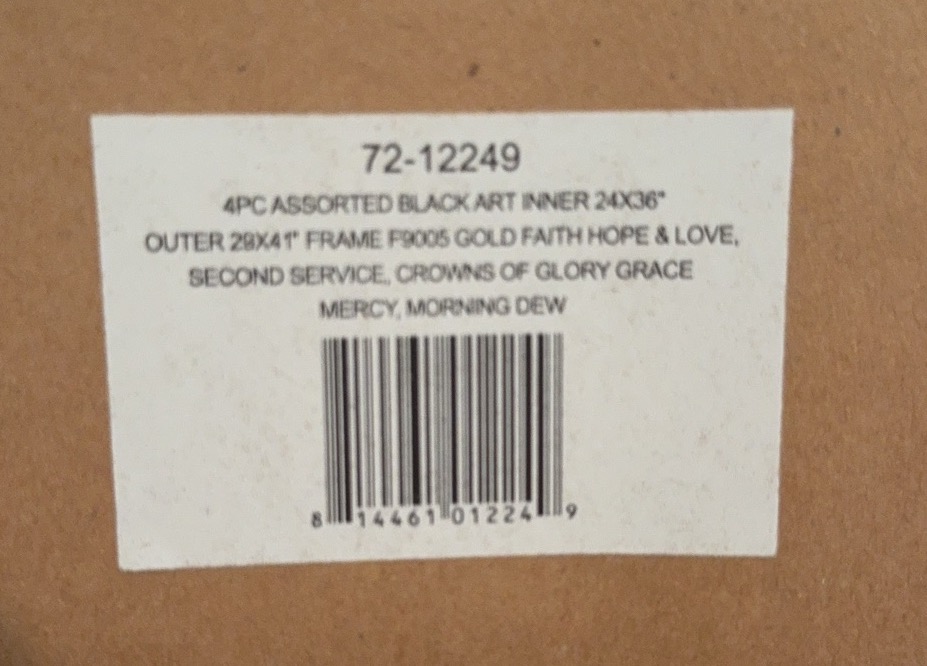 72-12249
4PC ASSORTED BLACK ART INNER 24X36"
OUTER 29X41" FRAME F9005 GOLD FAITH HOPE & LOVE,
SECOND SERVICE, CROWNS OF GLORY GRACE
MERCY, MORNING DEW
8 14461 01224 9